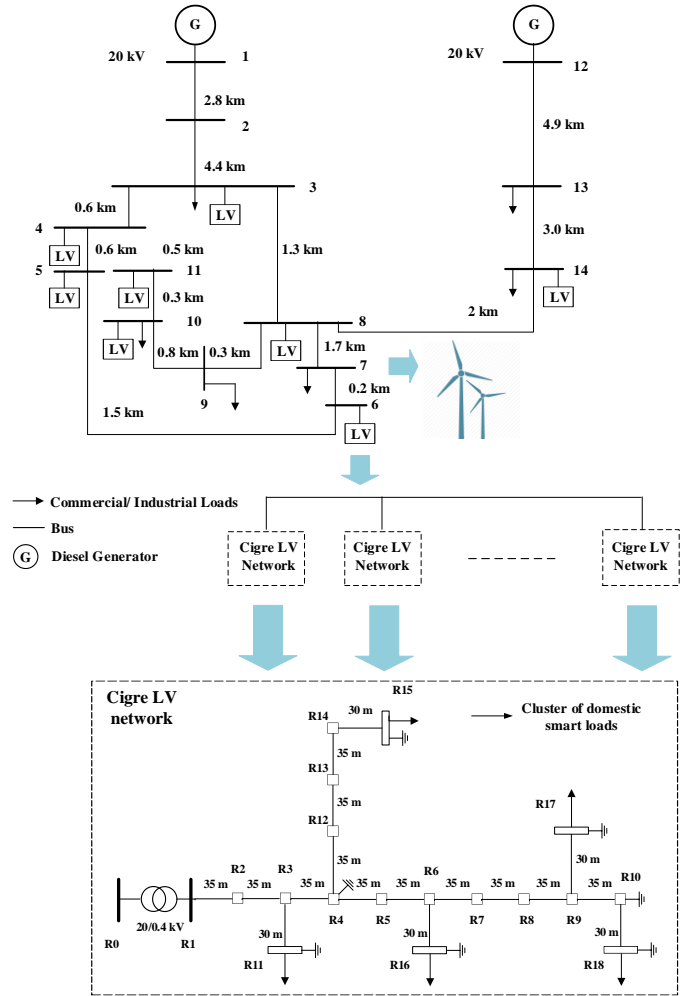 G
G
20 kV
1
20 kV
12
2.8 km
2
4.9 km
4.4 km
3
13
0.6 km
LV
4
3.0 km
LV
0.6 km
0.5 km
1.3 km
5
11
14
LV
LV
0.3 km
LV
10
8
2 km
LV
LV
1.7 km
0.8 km
0.3 km
7
9
0.2 km
6
1.5 km
LV
Commercial/ Industrial Loads
Bus
G
Diesel Generator
Cigre LV
Network
Cigre LV
Network
Cigre LV
Network
Cigre LV
network
R15
30 m
Cluster of domestic
smart loads
R14
35 m
R13
35 m
R12
R17
35 m
30 m
R2
R3
R6
R10
35 m
35 m
35 m
35 m
35 m
35 m
35 m
35 m
35 m
20/0.4 kV
R0
R1
R4
R5
R7
R8
R9
30 m
30 m
30 m
R11
R16
R18